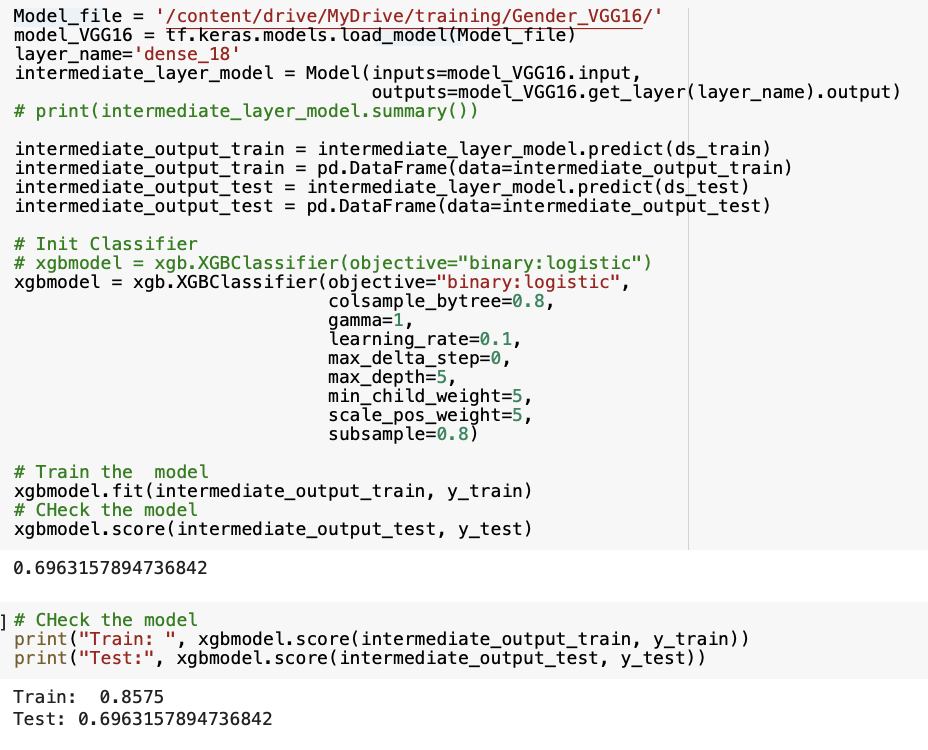 Model_file = '/content/drive/MyDrive/training/Gender_VGG16/'
model_VGG16 = tf.keras.models.load_model(Model_file)
layer_name='dense_18'
intermediate_layer_model = Model(inputs=model_VGG16.input,
                                 outputs=model_VGG16.get_layer(layer_name).output)
# print(intermediate_layer_model.summary())

intermediate_output_train = intermediate_layer_model.predict(ds_train)
intermediate_output_train = pd.DataFrame(data=intermediate_output_train)
intermediate_output_test = intermediate_layer_model.predict(ds_test)
intermediate_output_test = pd.DataFrame(data=intermediate_output_test)

# Init Classifier
# xgbmodel = xgb.XGBClassifier(objective="binary:logistic")
xgbmodel = xgb.XGBClassifier(objective="binary:logistic",
                             colsample_bytree=0.8,
                             gamma=1,
                             learning_rate=0.1,
                             max_delta_step=0,
                             max_depth=5,
                             min_child_weight=5,
                             scale_pos_weight=5,
                             subsample=0.8)

# Train the  model
xgbmodel.fit(intermediate_output_train, y_train)
# CHeck the model
xgbmodel.score(intermediate_output_test, y_test)
0.6963157894736842
] # CHeck the model
print("Train: ", xgbmodel.score(intermediate_output_train, y_train))
print("Test:", xgbmodel.score(intermediate_output_test, y_test))
Train:  0.8575
Test: 0.6963157894736842